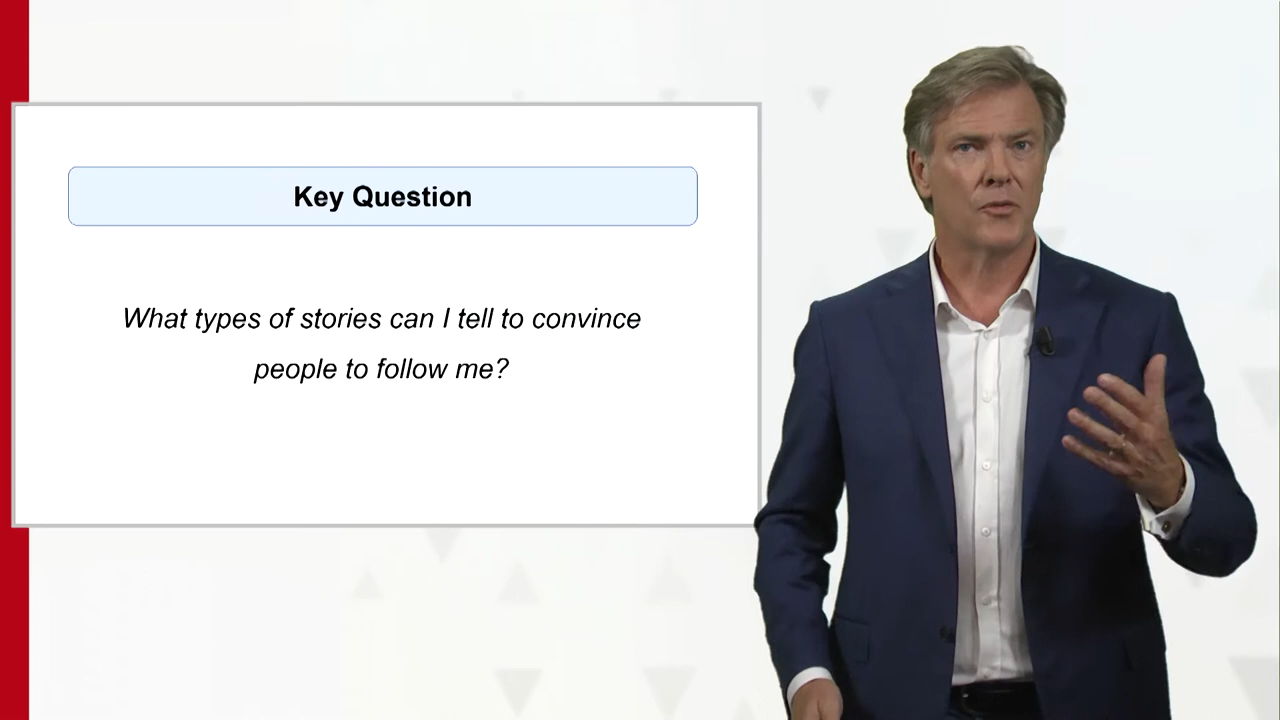 Key Question
What types of stories can I tell to convince
people to follow me?